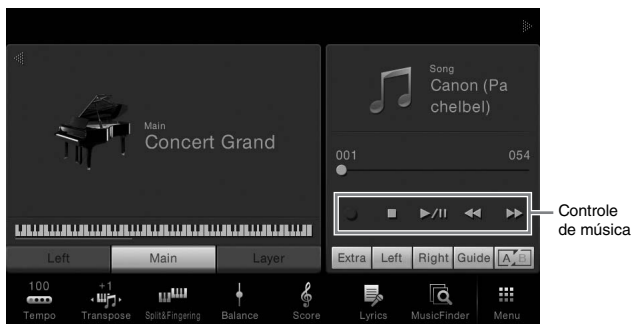 Main
Concert Grand
Song
Canon (Pa
chelbel)
001
054
Controle
de música
Left
Main
Layer
Extra
Left
Right
Guide
A/B
100
+1
Tempo
Transpose
Split&Fingering
Balance
Score
Lyrics
MusicFinder
Menu